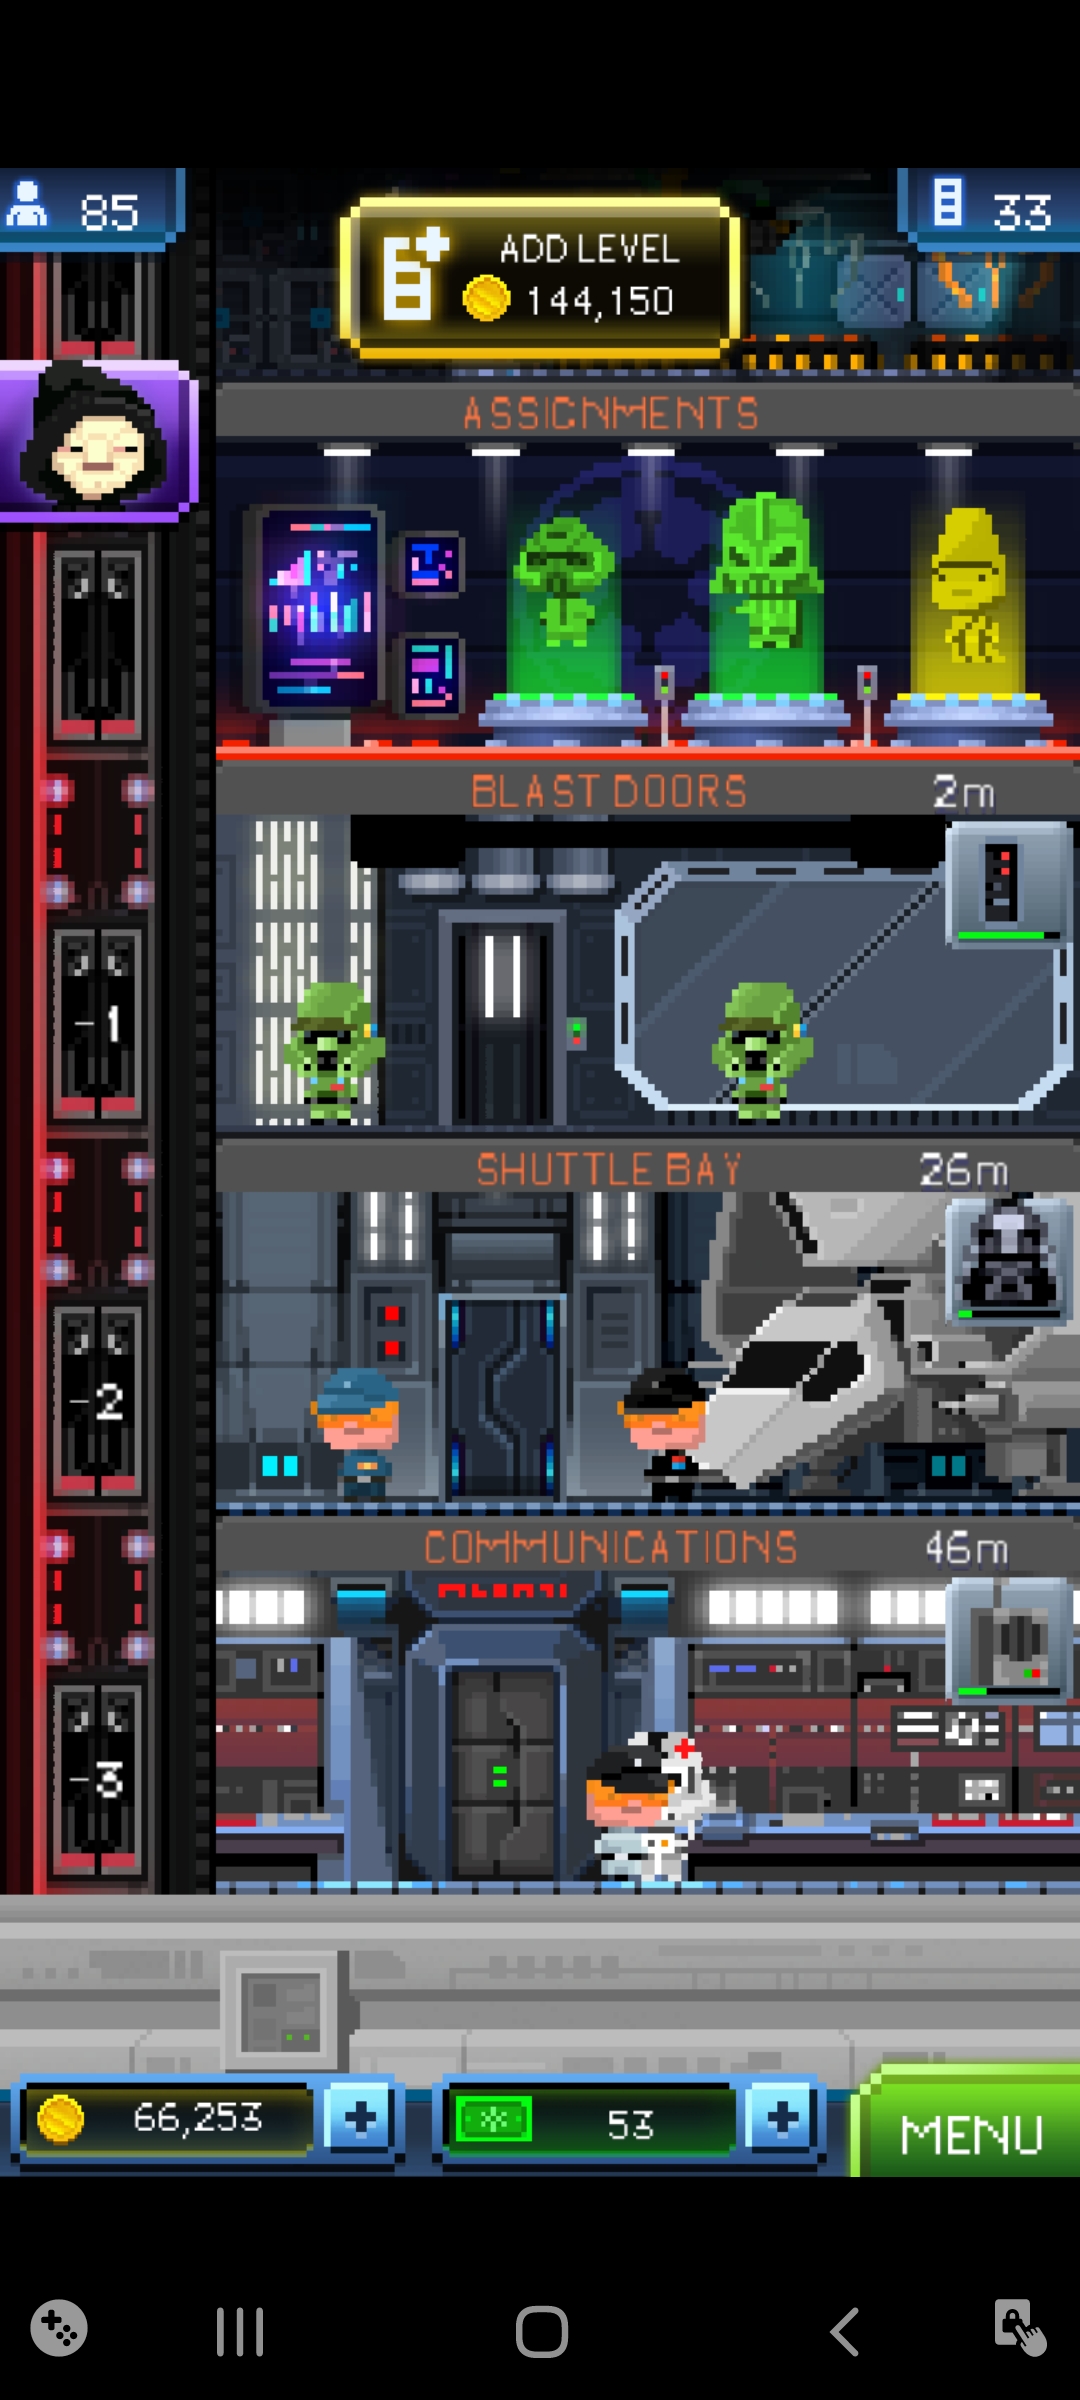 85
ADD LEVEL
144,150
33
ASSIGNMENTS
BLAST DOORS 2m
-1
SHUTTLE BAY 26m
-2
COMMUNICATIONS 46m
-3
66,253
53
MENU